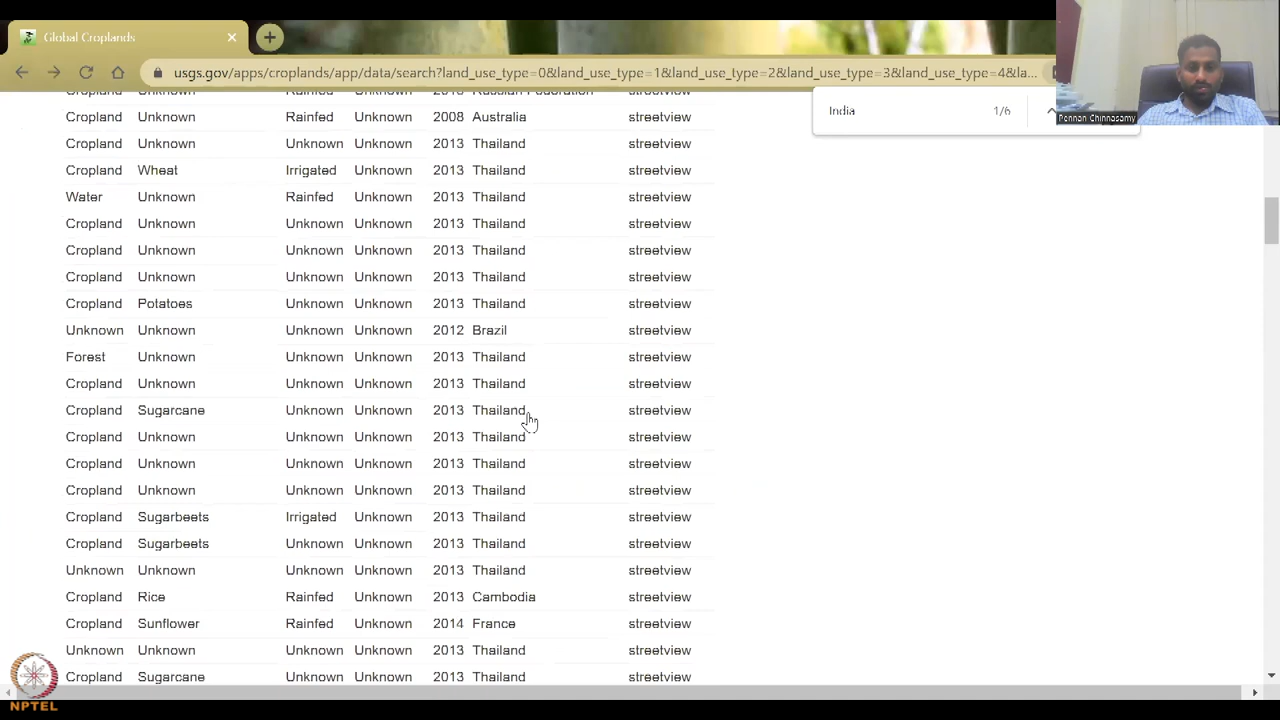 Global Croplands
usgs.gov/apps/croplands/app/data/search?land_use_type=0&land_use_type=1&land_use_type=2&land_use_type=3&land_use_type=4&la...
India 1/6
Pennan Chinnasamy
Cropland Unknown Rainfed Unknown 2008 Australia streetview
Cropland Unknown Unknown Unknown 2013 Thailand streetview
Cropland Wheat Irrigated Unknown 2013 Thailand streetview
Water Unknown Rainfed Unknown 2013 Thailand streetview
Cropland Unknown Unknown Unknown 2013 Thailand streetview
Cropland Unknown Unknown Unknown 2013 Thailand streetview
Cropland Unknown Unknown Unknown 2013 Thailand streetview
Cropland Potatoes Unknown Unknown 2013 Thailand streetview
Unknown Unknown Unknown Unknown 2012 Brazil streetview
Forest Unknown Unknown Unknown 2013 Thailand streetview
Cropland Unknown Unknown Unknown 2013 Thailand streetview
Cropland Sugarcane Unknown Unknown 2013 Thailand streetview
Cropland Unknown Unknown Unknown 2013 Thailand streetview
Cropland Unknown Unknown Unknown 2013 Thailand streetview
Cropland Unknown Unknown Unknown 2013 Thailand streetview
Cropland Sugarbeets Irrigated Unknown 2013 Thailand streetview
Cropland Sugarbeets Unknown Unknown 2013 Thailand streetview
Unknown Unknown Unknown Unknown 2013 Thailand streetview
Cropland Rice Rainfed Unknown 2013 Cambodia streetview
Cropland Sunflower Rainfed Unknown 2014 France streetview
Unknown Unknown Unknown Unknown 2013 Thailand streetview
Cropland Sugarcane Unknown Unknown 2013 Thailand streetview
NPTEL